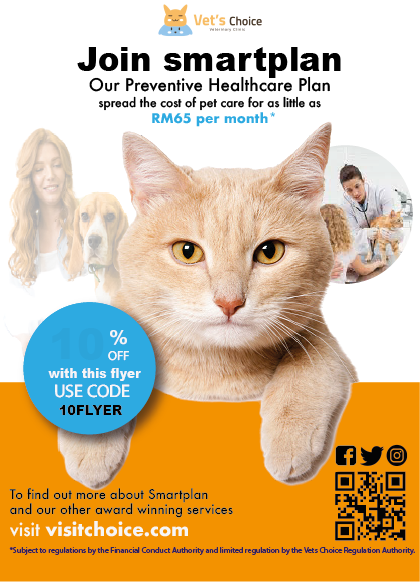 Vet's Choice
Veterinary Clinic
Join smartplan
Our Preventive Healthcare Plan
spread the cost of pet care for as little as
RM65 per month*
10%
OFF
with this flyer
USE CODE
10FLYER
To find out more about Smartplan
and our other award winning services
visit visitchoice.com
*Subject to regulations by the Financial Conduct Authority and limited regulation by the Vets Choice Regulation Authority.